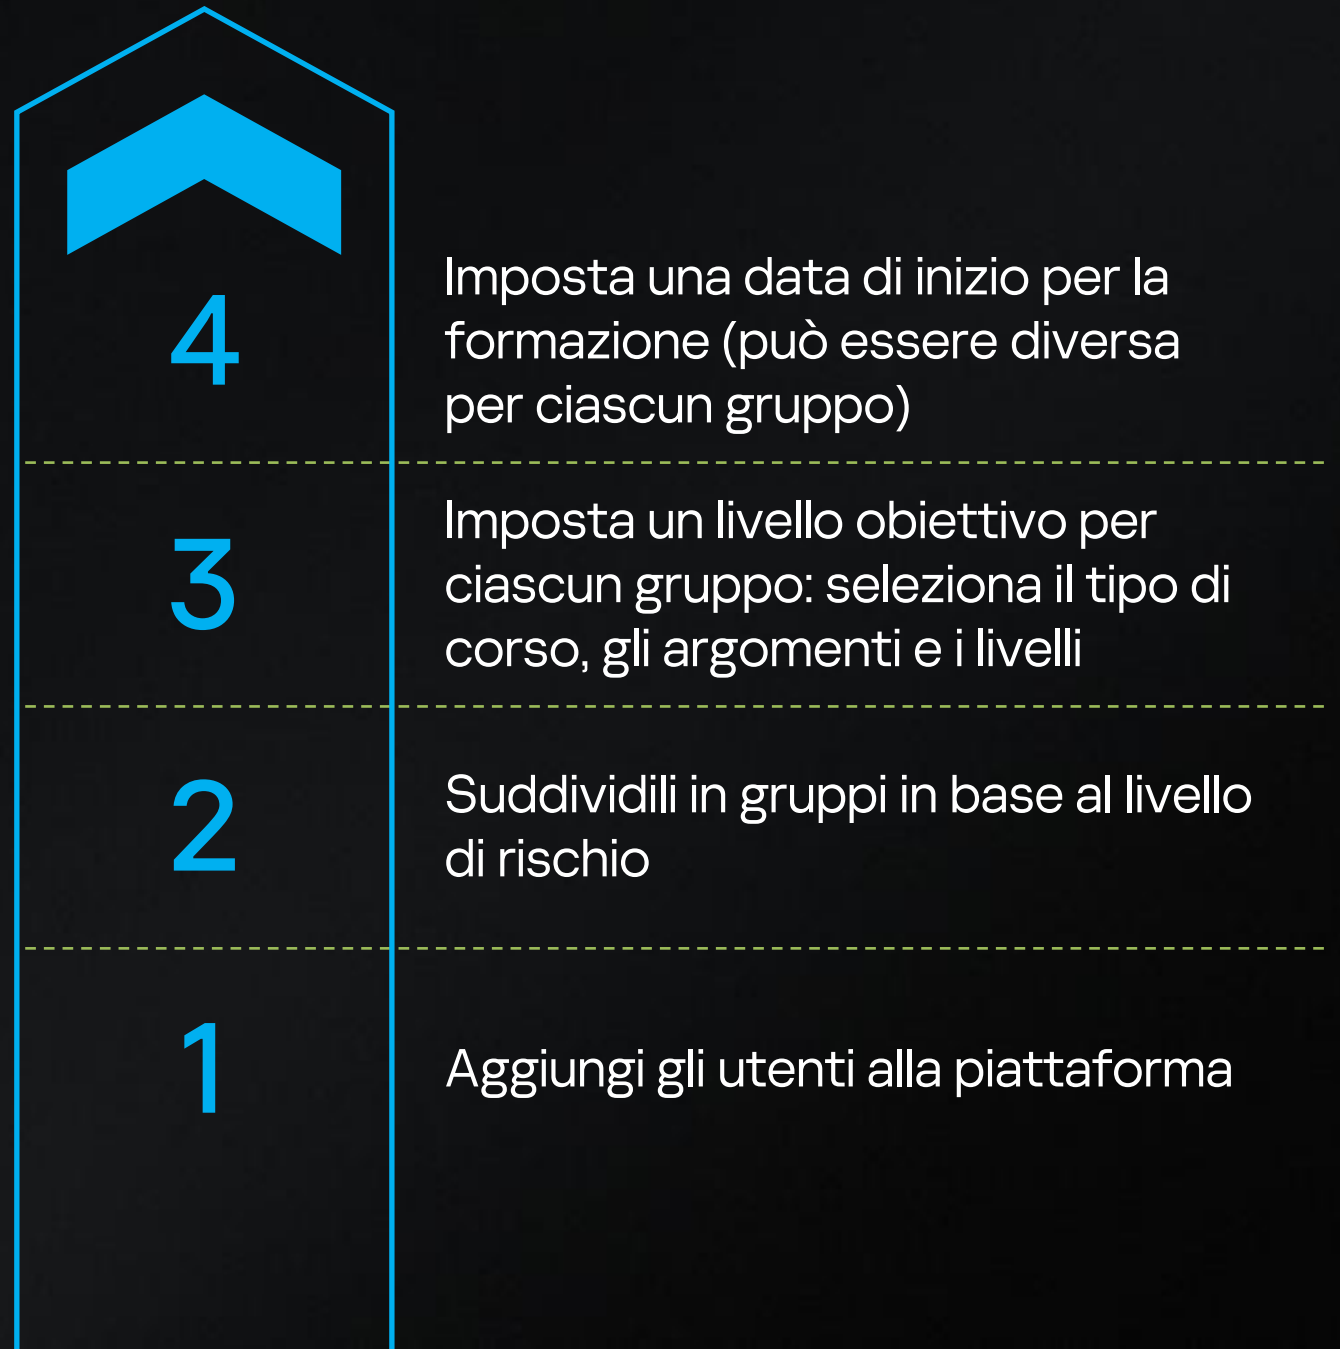 4
Imposta una data di inizio per la
formazione (può essere diversa
per ciascun gruppo)
3
Imposta un livello obiettivo per
ciascun gruppo: seleziona il tipo di
corso, gli argomenti e i livelli
2
Suddividili in gruppi in base al livello
di rischio
1
Aggiungi gli utenti alla piattaforma